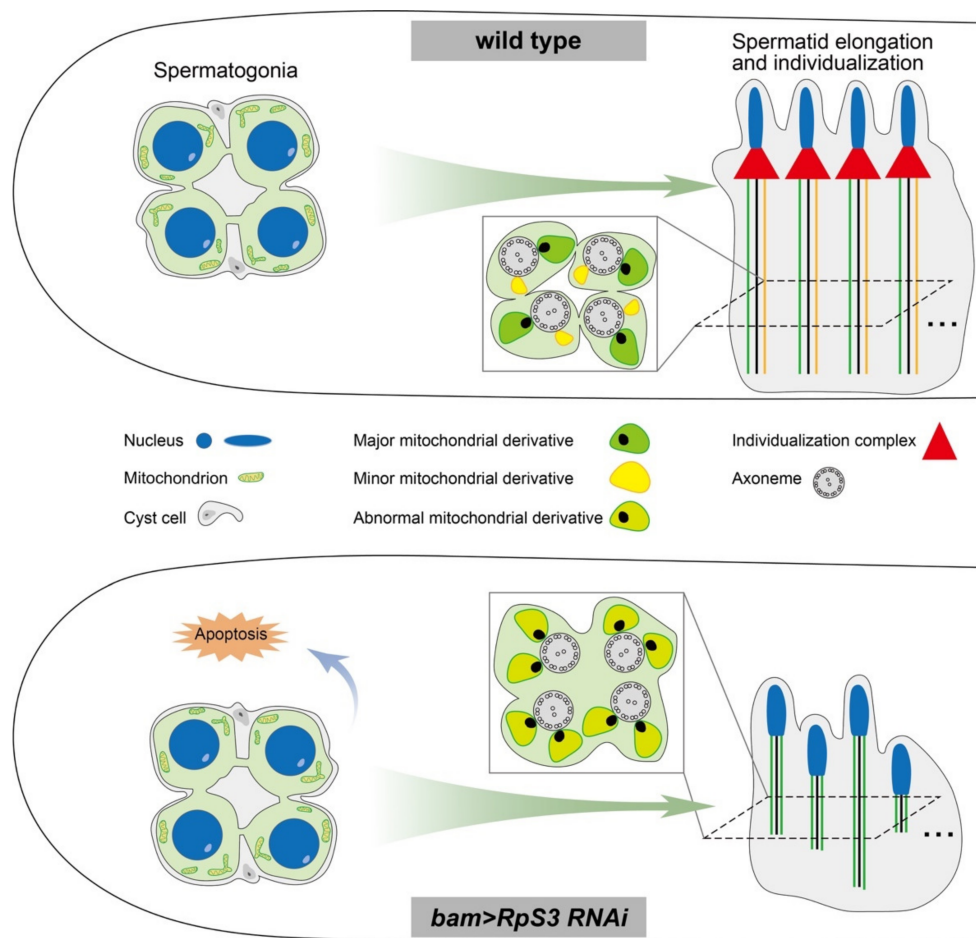 wild type
Spermatogonia
Spermatid elongation
and individualization
...
Nucleus
Major mitochondrial derivative
Individualization complex
Mitochondrion
Minor mitochondrial derivative
Axoneme
Cyst cell
Abnormal mitochondrial derivative
Apoptosis
...
bam>RpS3 RNAi